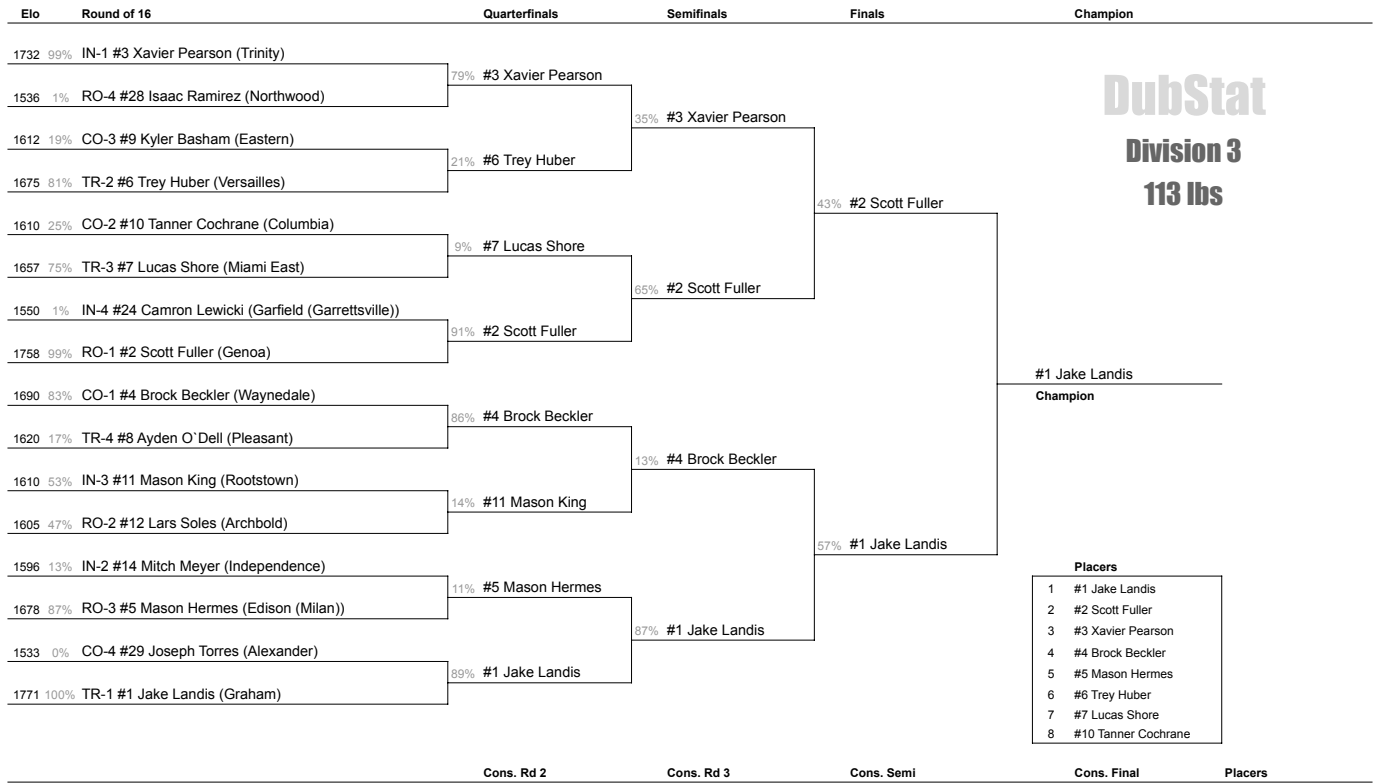 Elo Round of 16 Quarterfinals Semifinals Finals Champion
1732 99% IN-1 #3 Xavier Pearson (Trinity)
79% #3 Xavier Pearson
1536 1% RO-4 #28 Isaac Ramirez (Northwood)
35% #3 Xavier Pearson
1612 19% CO-3 #9 Kyler Basham (Eastern)
21% #6 Trey Huber
1675 81% TR-2 #6 Trey Huber (Versailles)
43% #2 Scott Fuller
1610 25% CO-2 #10 Tanner Cochrane (Columbia)
9% #7 Lucas Shore
1657 75% TR-3 #7 Lucas Shore (Miami East)
65% #2 Scott Fuller
1550 1% IN-4 #24 Camron Lewicki (Garfield (Garrettsville))
91% #2 Scott Fuller
1758 99% RO-1 #2 Scott Fuller (Genoa)
#1 Jake Landis
Champion
1690 83% CO-1 #4 Brock Beckler (Waynedale)
86% #4 Brock Beckler
1620 17% TR-4 #8 Ayden O`Dell (Pleasant)
13% #4 Brock Beckler
1610 53% IN-3 #11 Mason King (Rootstown)
14% #11 Mason King
1605 47% RO-2 #12 Lars Soles (Archbold)
57% #1 Jake Landis
1596 13% IN-2 #14 Mitch Meyer (Independence)
11% #5 Mason Hermes
1678 87% RO-3 #5 Mason Hermes (Edison (Milan))
87% #1 Jake Landis
1533 0% CO-4 #29 Joseph Torres (Alexander)
89% #1 Jake Landis
1771 100% TR-1 #1 Jake Landis (Graham)
DubStat
Division 3
113 lbs
Placers
1 #1 Jake Landis
2 #2 Scott Fuller
3 #3 Xavier Pearson
4 #4 Brock Beckler
5 #5 Mason Hermes
6 #6 Trey Huber
7 #7 Lucas Shore
8 #10 Tanner Cochrane
Cons. Rd 2 Cons. Rd 3 Cons. Semi Cons. Final Placers